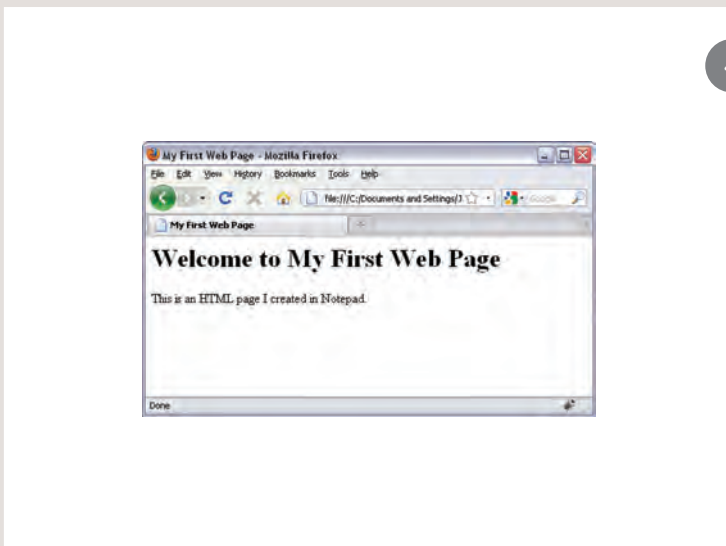 My First Web Page - Mozilla Firefox
File Edit View History Bookmarks Tools Help
file:///C:/Documents and Settings/J
Google
My First Web Page
Welcome to My First Web Page
This is an HTML page I created in Notepad.
Done